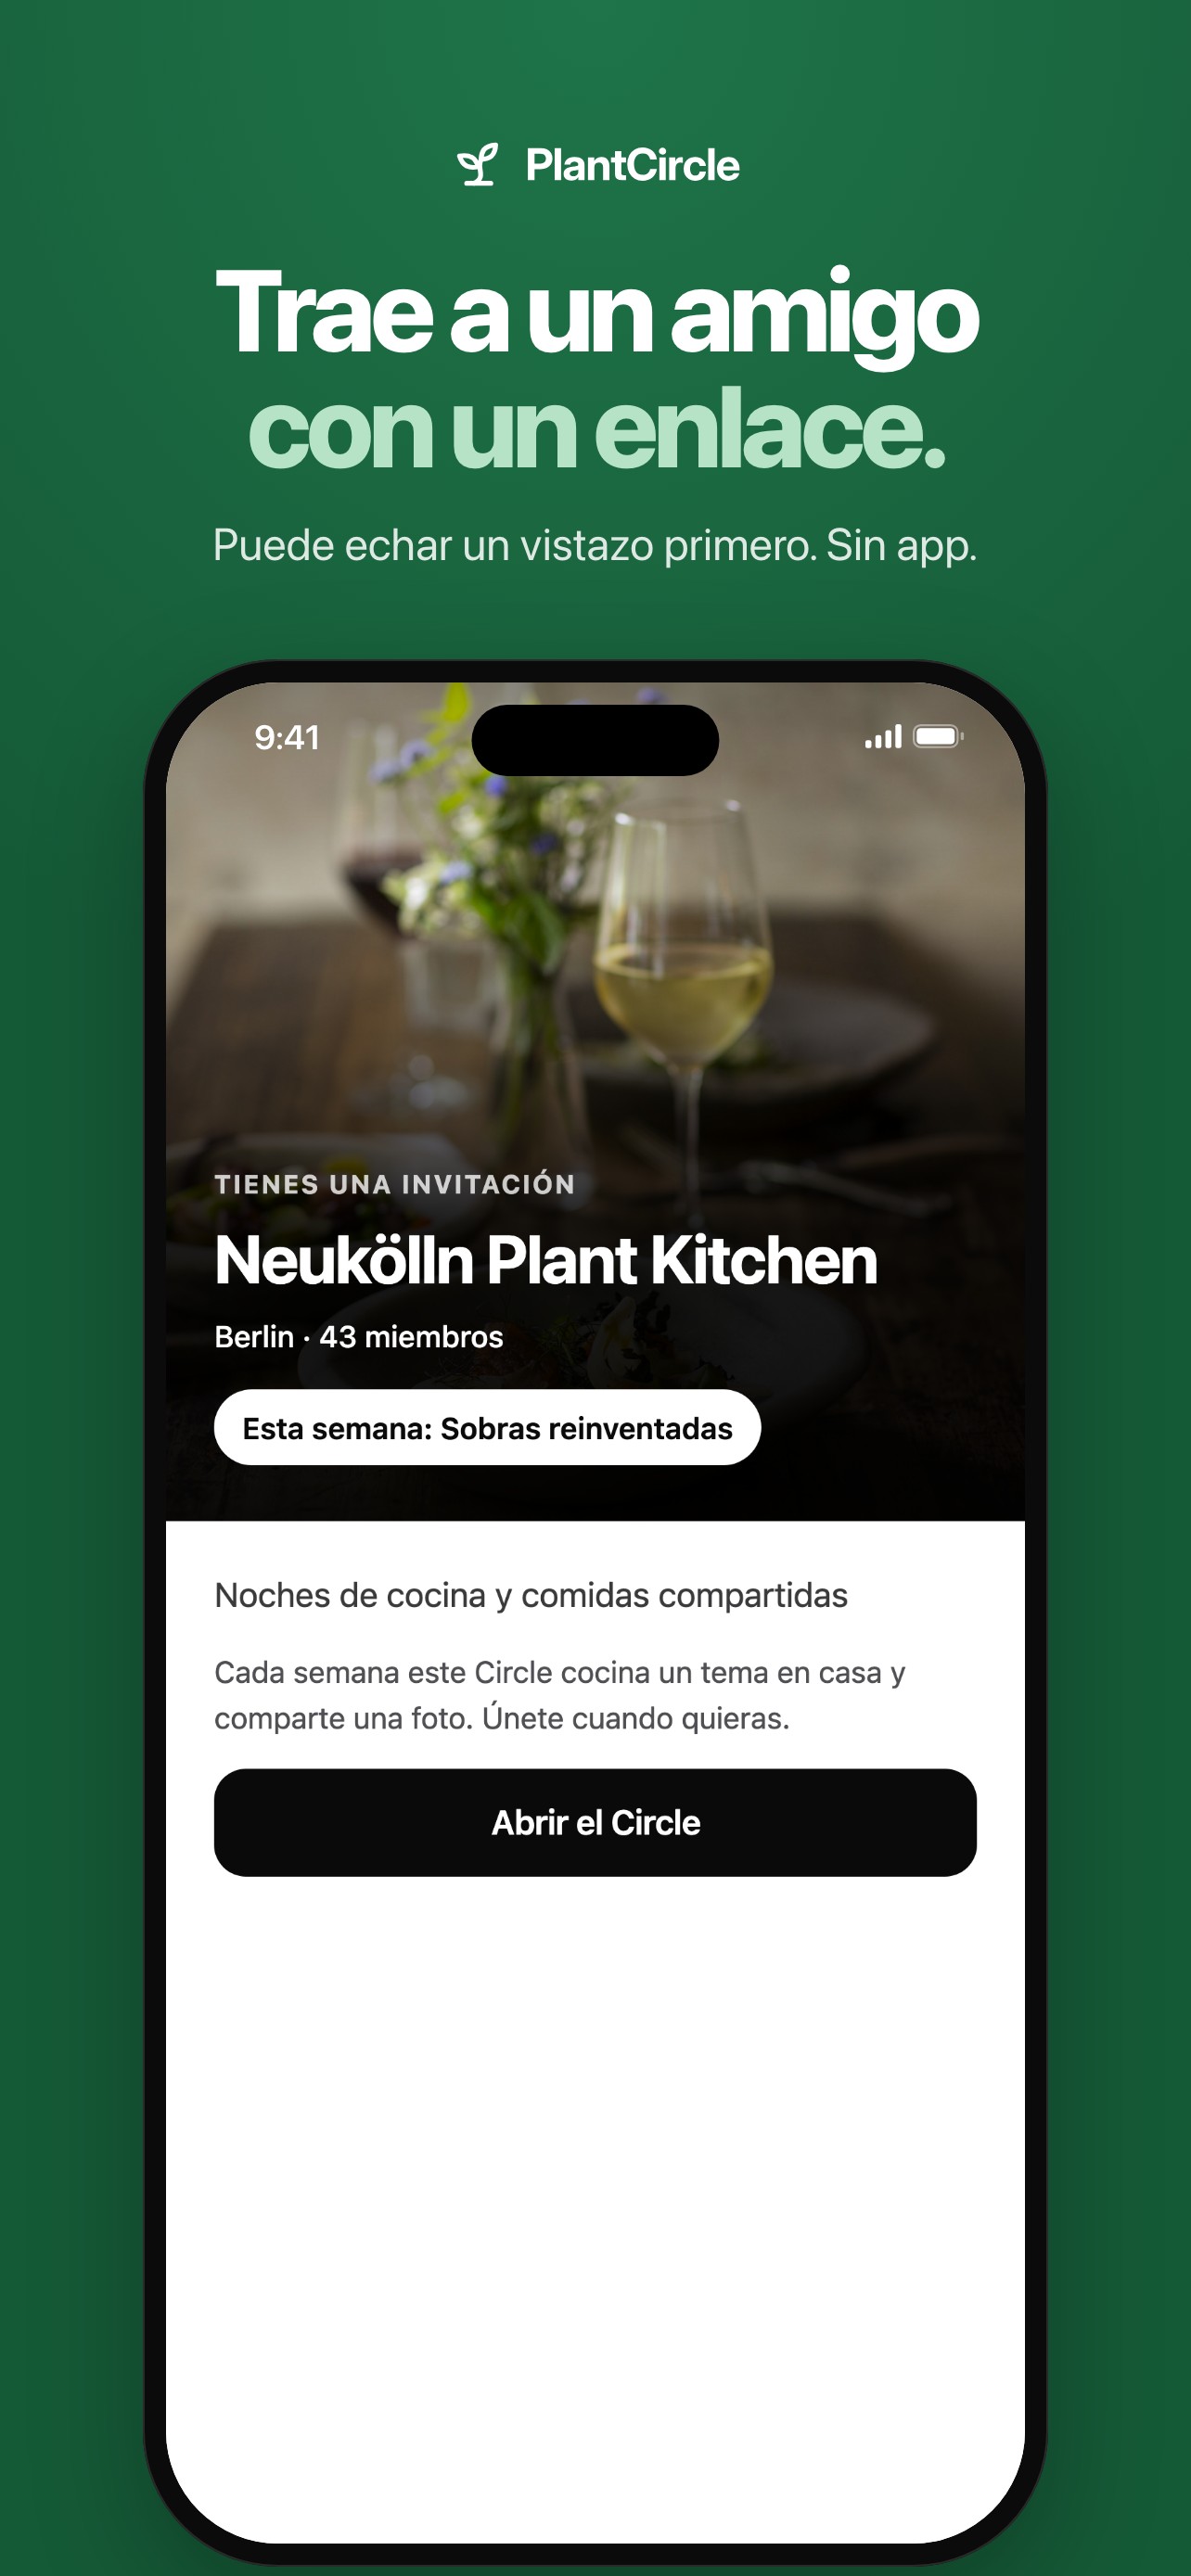 PlantCircle
Trae a un amigo
con un enlace.
Puede echar un vistazo primero. Sin app.
9:41
TIENES UNA INVITACIÓN
Neukölln Plant Kitchen
Berlin · 43 miembros
Esta semana: Sobras reinventadas
Noches de cocina y comidas compartidas
Cada semana este Circle cocina un tema en casa y
comparte una foto. Únete cuando quieras.
Abrir el Circle